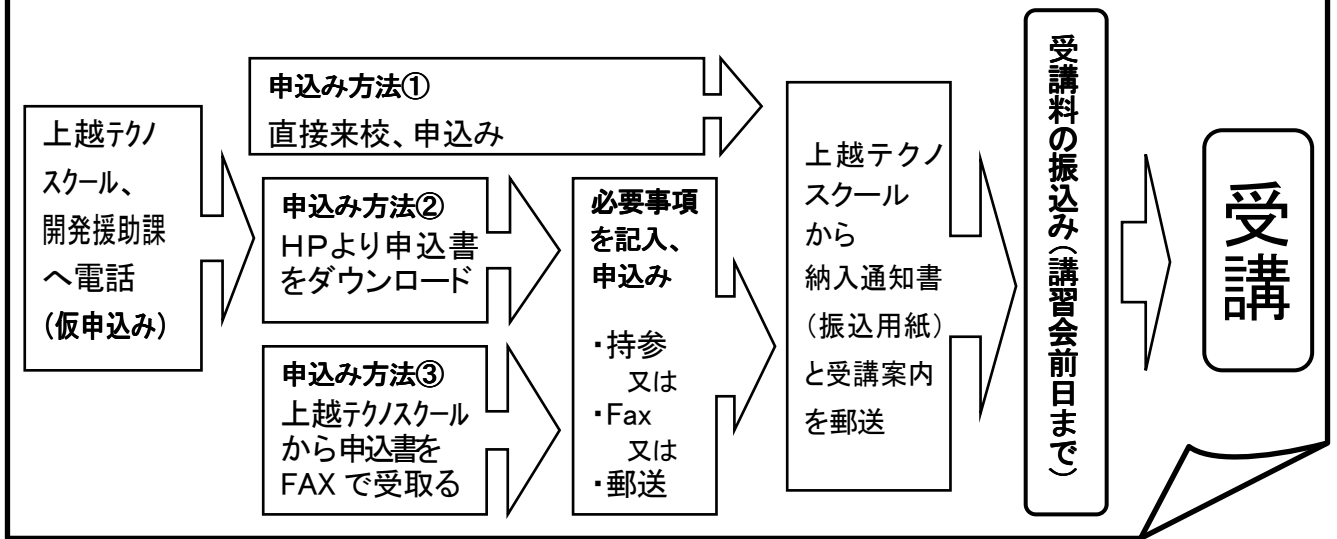 上越テクノ
スクール、
開発援助課
へ電話
(仮申込み)
申込み方法①
直接来校、申込み
申込み方法②
HPより申込書
をダウンロード
申込み方法③
上越テクノスクール
から申込書を
FAXで受取る
必要事項
を記入、
申込み
・持参
又は
・Fax
又は
・郵送
上越テクノ
スクール
から
納入通知書
(振込用紙)
と受講案内
を郵送
受講料の振込み(講習会前日まで)
受講